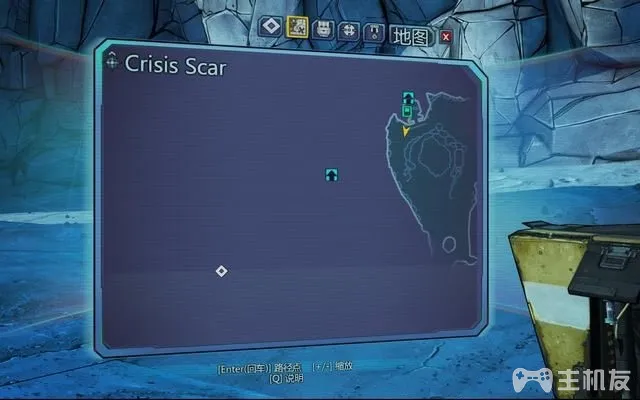 地图
Crisis Scar
[Enter(回车)] 路径点 [+/-] 缩放
[Q] 说明
主机友